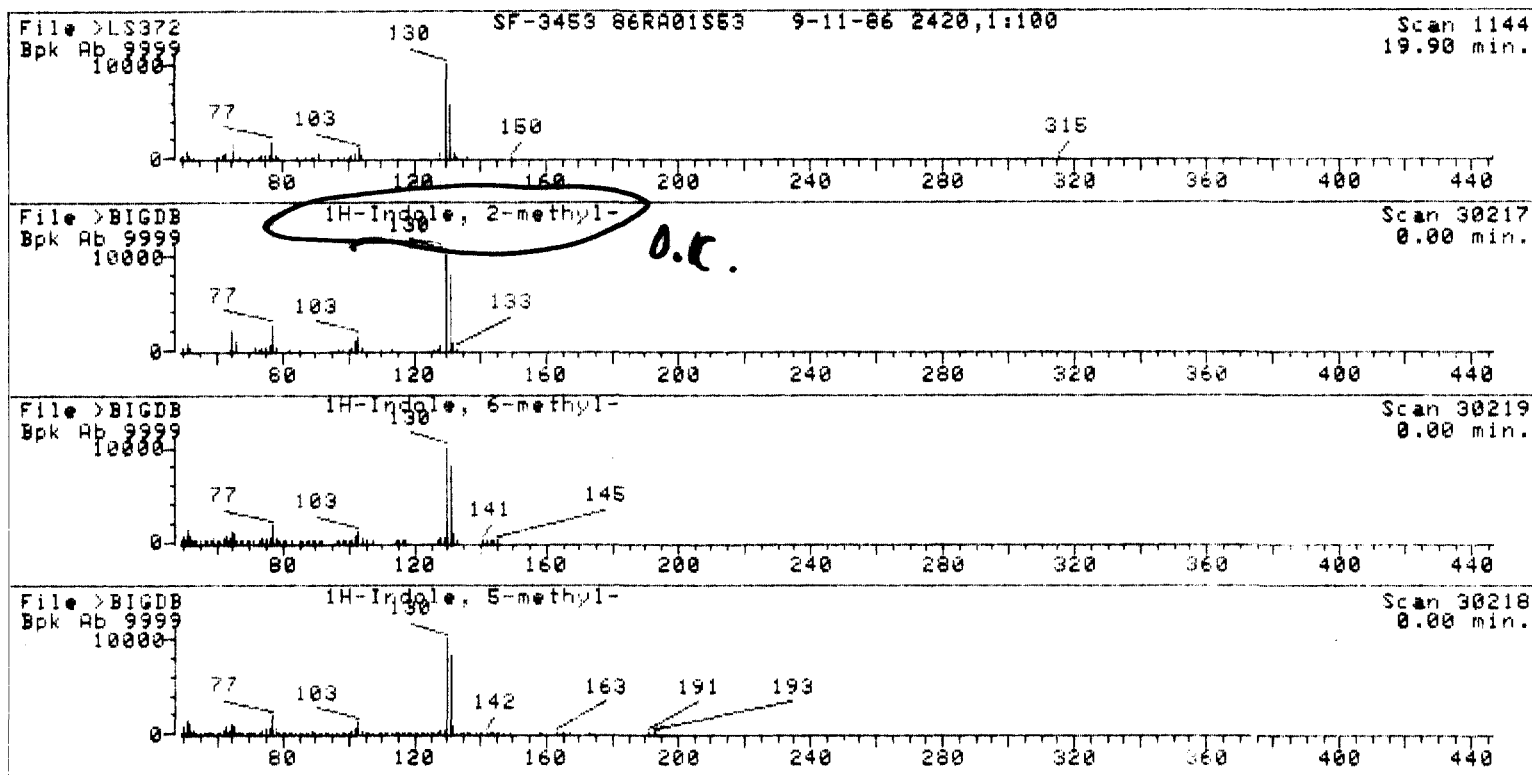 File >LS372 SF-3453 86RA01S53 9-11-86 2420,1:100 Scan 1144
Bpk Ab 9999 19.90 min.
10000
130
77 103 150 315
0
80 120 160 200 240 280 320 360 400 440
File >BIGDB 1H-Indole, 2-methyl- Scan 30217
Bpk Ab 9999 130 0.00 min.
10000 O.K.
77 103 133
0
80 120 160 200 240 280 320 360 400 440
File >BIGDB 1H-Indole, 6-methyl- Scan 30219
Bpk Ab 9999 130 0.00 min.
10000
77 103 141 145
0
80 120 160 200 240 280 320 360 400 440
File >BIGDB 1H-Indole, 5-methyl- Scan 30218
Bpk Ab 9999 130 0.00 min.
10000
77 103 142 163 191 193
0
80 120 160 200 240 280 320 360 400 440